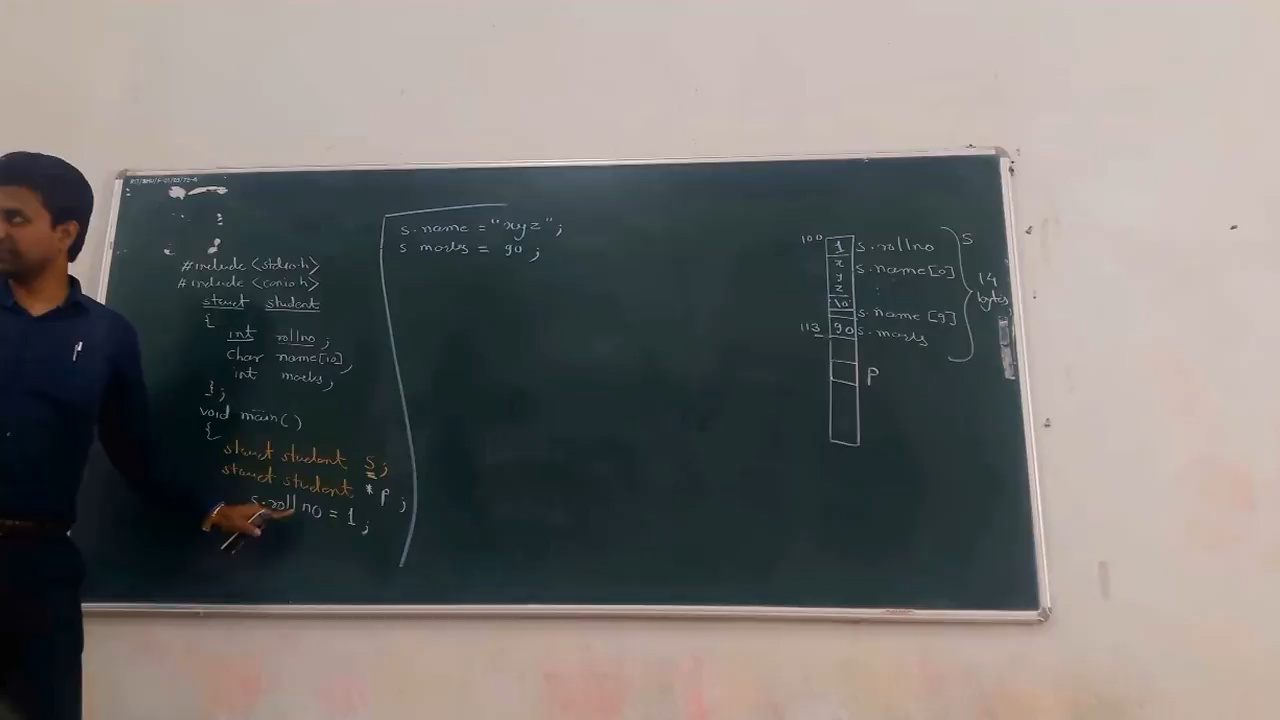 #include <stdio.h>
#include <conio.h>
struct student
{
int rollno;
char name[10];
int marks;
};
void main()
{
struct student s;
struct student *p;
s.rollno = 1;
s.name = "xyz";
s marks = 90;
100
1 s.rollno
x s.name[0]
y
z
\0
s.name[9]
113 90 s.marks
S
14
bytes
P